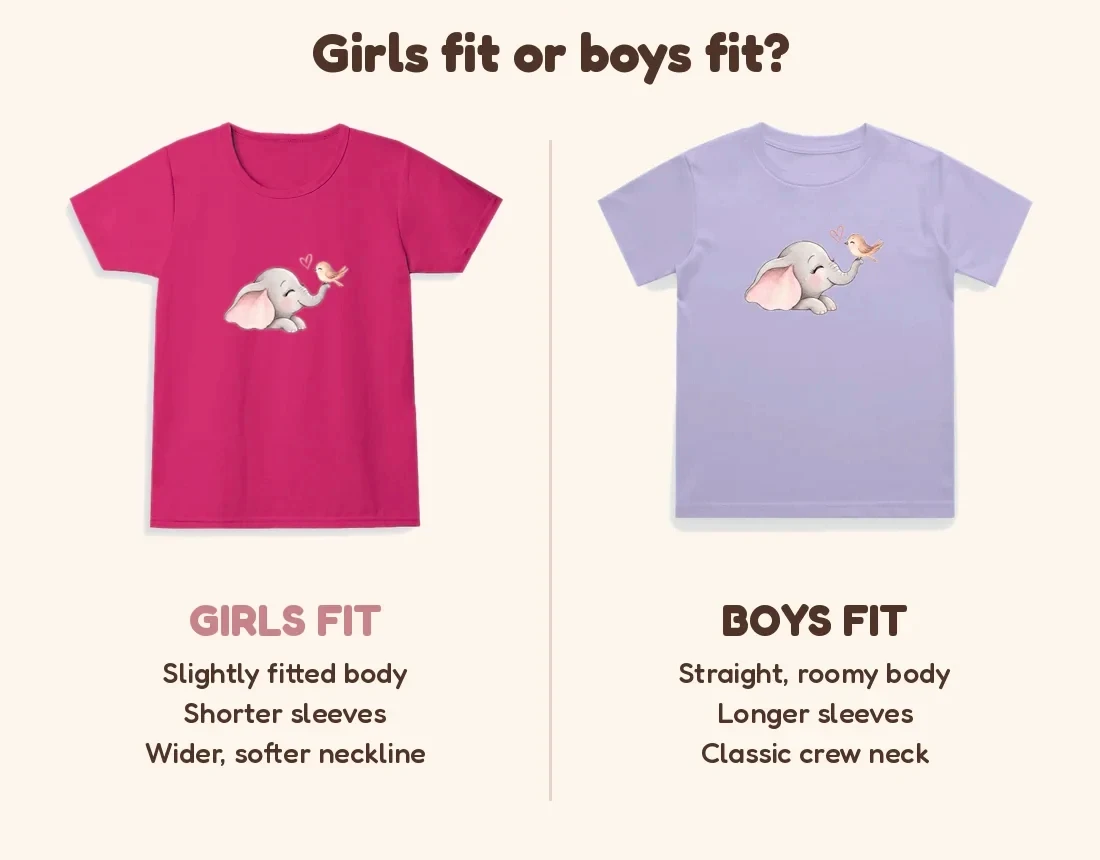 Girls fit or boys fit?
GIRLS FIT
Slightly fitted body
Shorter sleeves
Wider, softer neckline
BOYS FIT
Straight, roomy body
Longer sleeves
Classic crew neck